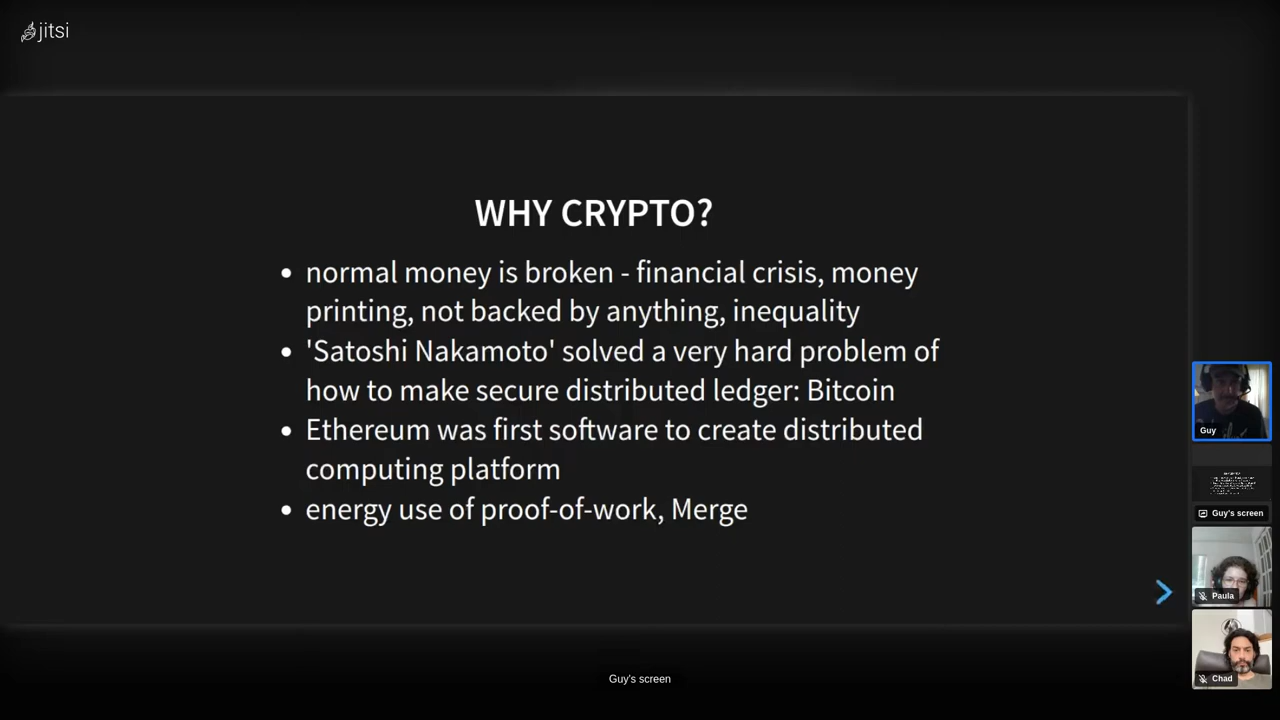 jitsi
WHY CRYPTO?
• normal money is broken - financial crisis, money
printing, not backed by anything, inequality
• 'Satoshi Nakamoto' solved a very hard problem of
how to make secure distributed ledger: Bitcoin
• Ethereum was first software to create distributed
computing platform
• energy use of proof-of-work, Merge
Guy
Guy's screen
Paula
Chad
Guy's screen